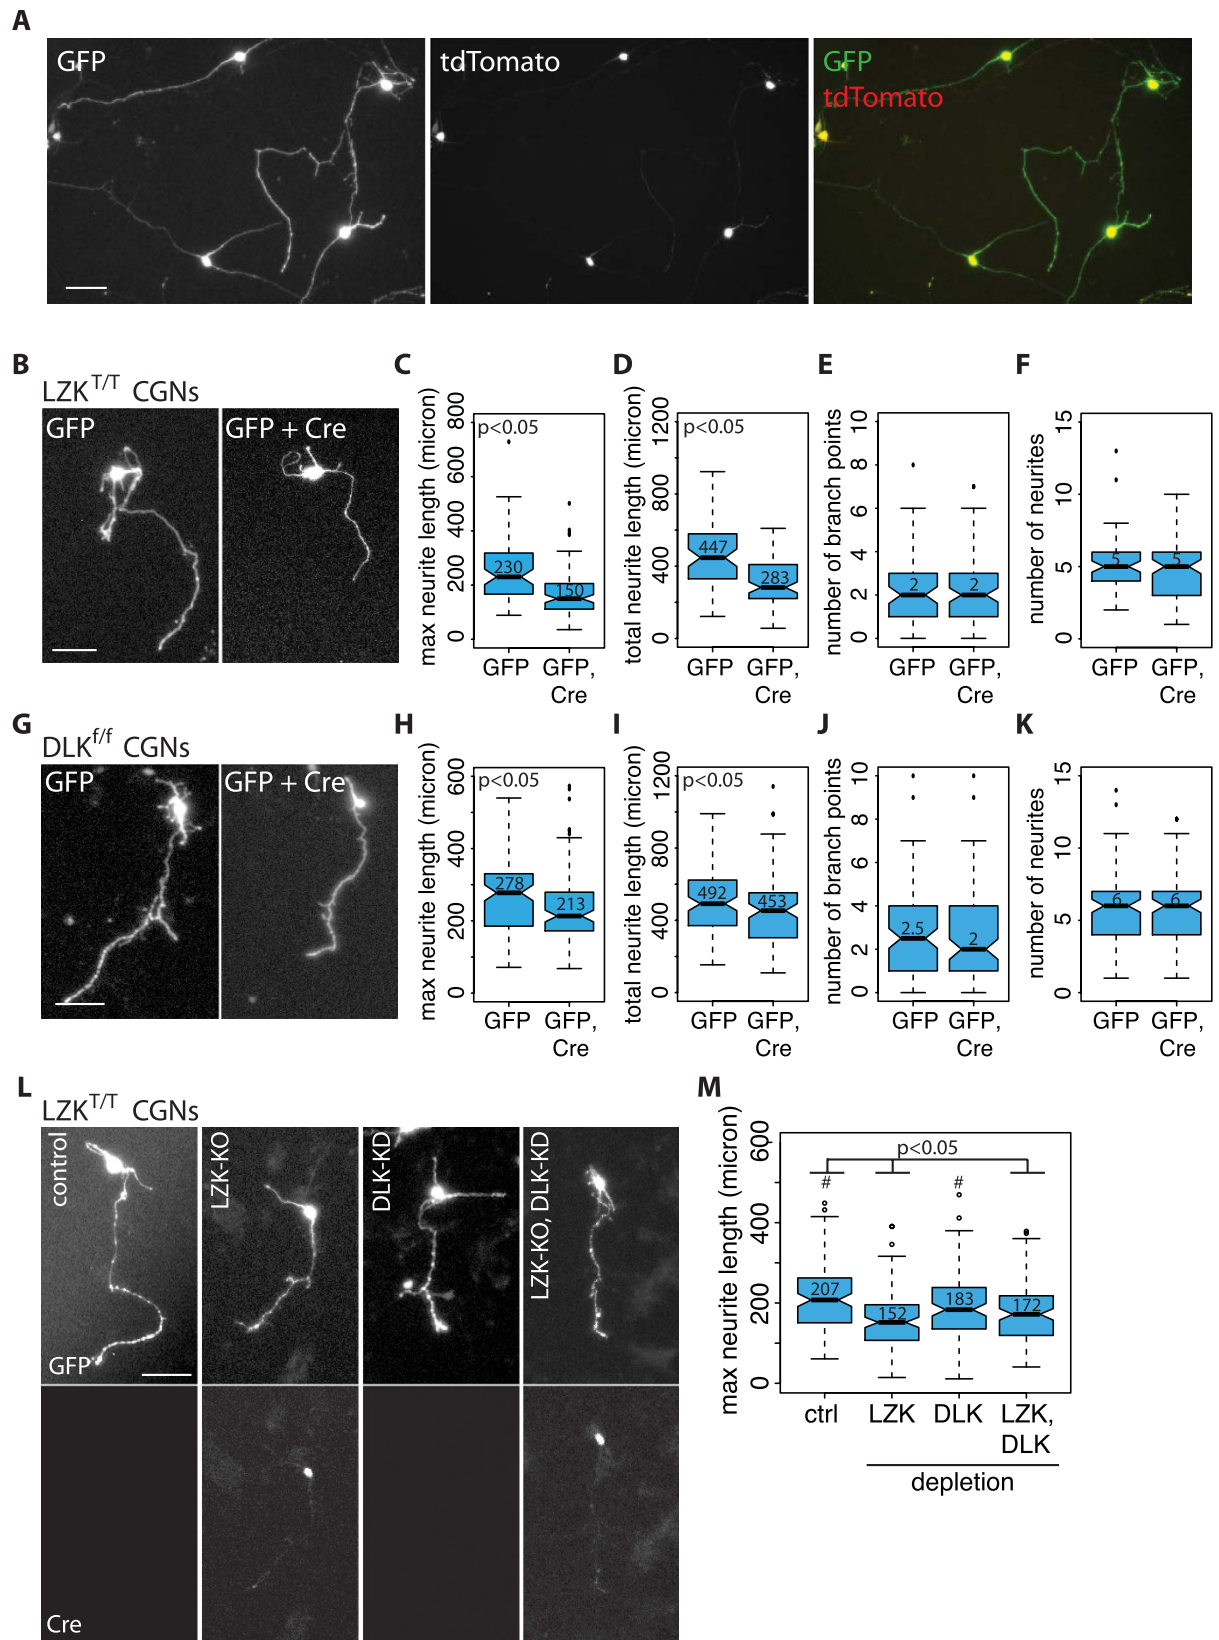 A
GFP
tdTomato
GFP
tdTomato
B
LZK T/T CGNs
GFP
GFP + Cre
C
max neurite length (micron)
0
200
400
600
800
p<0.05
230
150
GFP
GFP,
Cre
D
total neurite length (micron)
0
400
800
1200
p<0.05
447
283
GFP
GFP,
Cre
E
number of branch points
0
2
4
6
8
10
2
2
GFP
GFP,
Cre
F
number of neurites
0
5
10
15
5
5
GFP
GFP,
Cre
G
DLK f/f CGNs
GFP
GFP + Cre
H
max neurite length (micron)
0
200
400
600
p<0.05
278
213
GFP
GFP,
Cre
I
total neurite length (micron)
0
400
800
1200
p<0.05
492
453
GFP
GFP,
Cre
J
number of branch points
0
2
4
6
8
10
2.5
2
GFP
GFP,
Cre
K
number of neurites
0
5
10
15
6
6
GFP
GFP,
Cre
L
LZK T/T CGNs
control
LZK-KO
DLK-KD
LZK-KO, DLK-KD
GFP
Cre
M
max neurite length (micron)
0
200
400
600
p<0.05
#
#
207
152
183
172
ctrl
LZK
DLK
LZK,
DLK
depletion